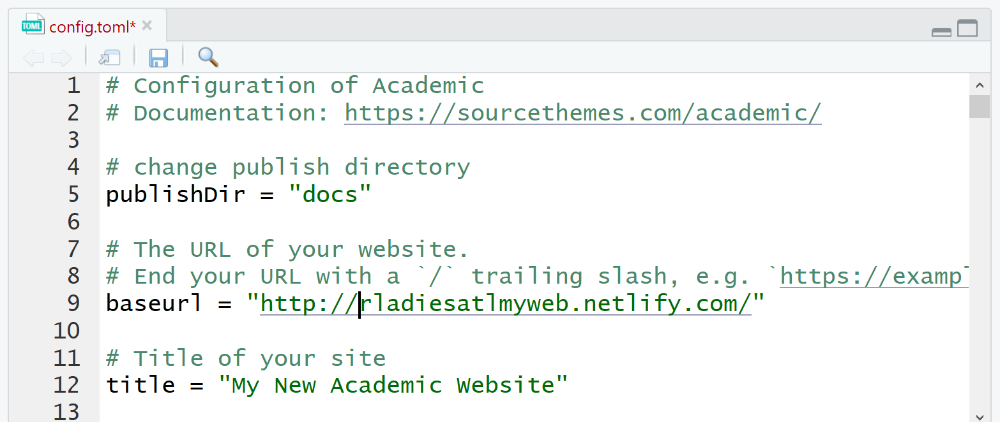 TOML config.toml*
1 # Configuration of Academic
2 # Documentation: https://sourcethemes.com/academic/
3
4 # change publish directory
5 publishDir = "docs"
6
7 # The URL of your website.
8 # End your URL with a `/` trailing slash, e.g. `https://exampl
9 baseurl = "http://rladiesatlmyweb.netlify.com/"
10
11 # Title of your site
12 title = "My New Academic Website"
13